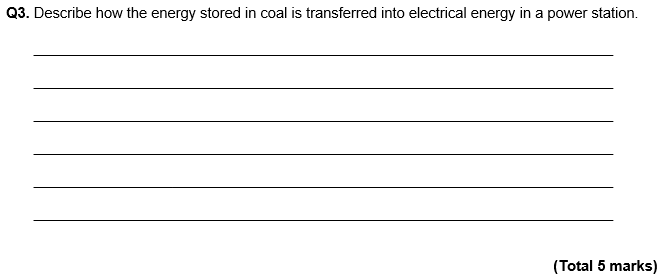 Q3. Describe how the energy stored in coal is transferred into electrical energy in a power station.
(Total 5 marks)